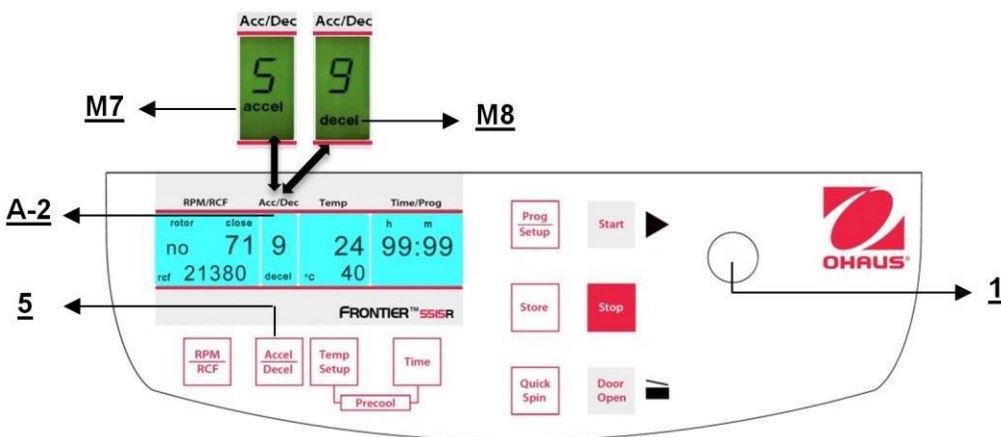 Acc/Dec Acc/Dec
5 9
accel
decel
M7
M8
A-2
RPM/RCF Acc/Dec Temp Time/Prog
rotor close h m
no 71 9 24 99:99
rcf 21380 decel °C 40
FRONTIER™ 5515R
5
RPM
RCF
Accel
Decel
Temp
Setup
Time
Precool
Prog
Setup
Start
Store
Stop
Quick
Spin
Door
Open
OHAUS®
1